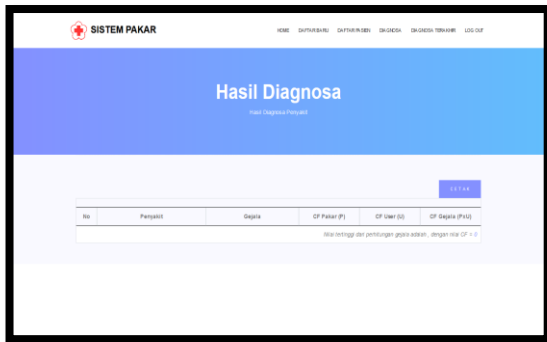 SISTEM PAKAR
HOME DAFTAR BARU DAFTAR PASIEN DIAGNOSA DIAGNOSA TERAKHIR LOG OUT
Hasil Diagnosa
Hasil Diagnosa Penyakit
CETAK
No Penyakit Gejala CF Pakar (P) CF User (U) CF Gejala (PxU)
Nilai tertinggi dari perhitungan gejala adalah , dengan nilai CF = 0